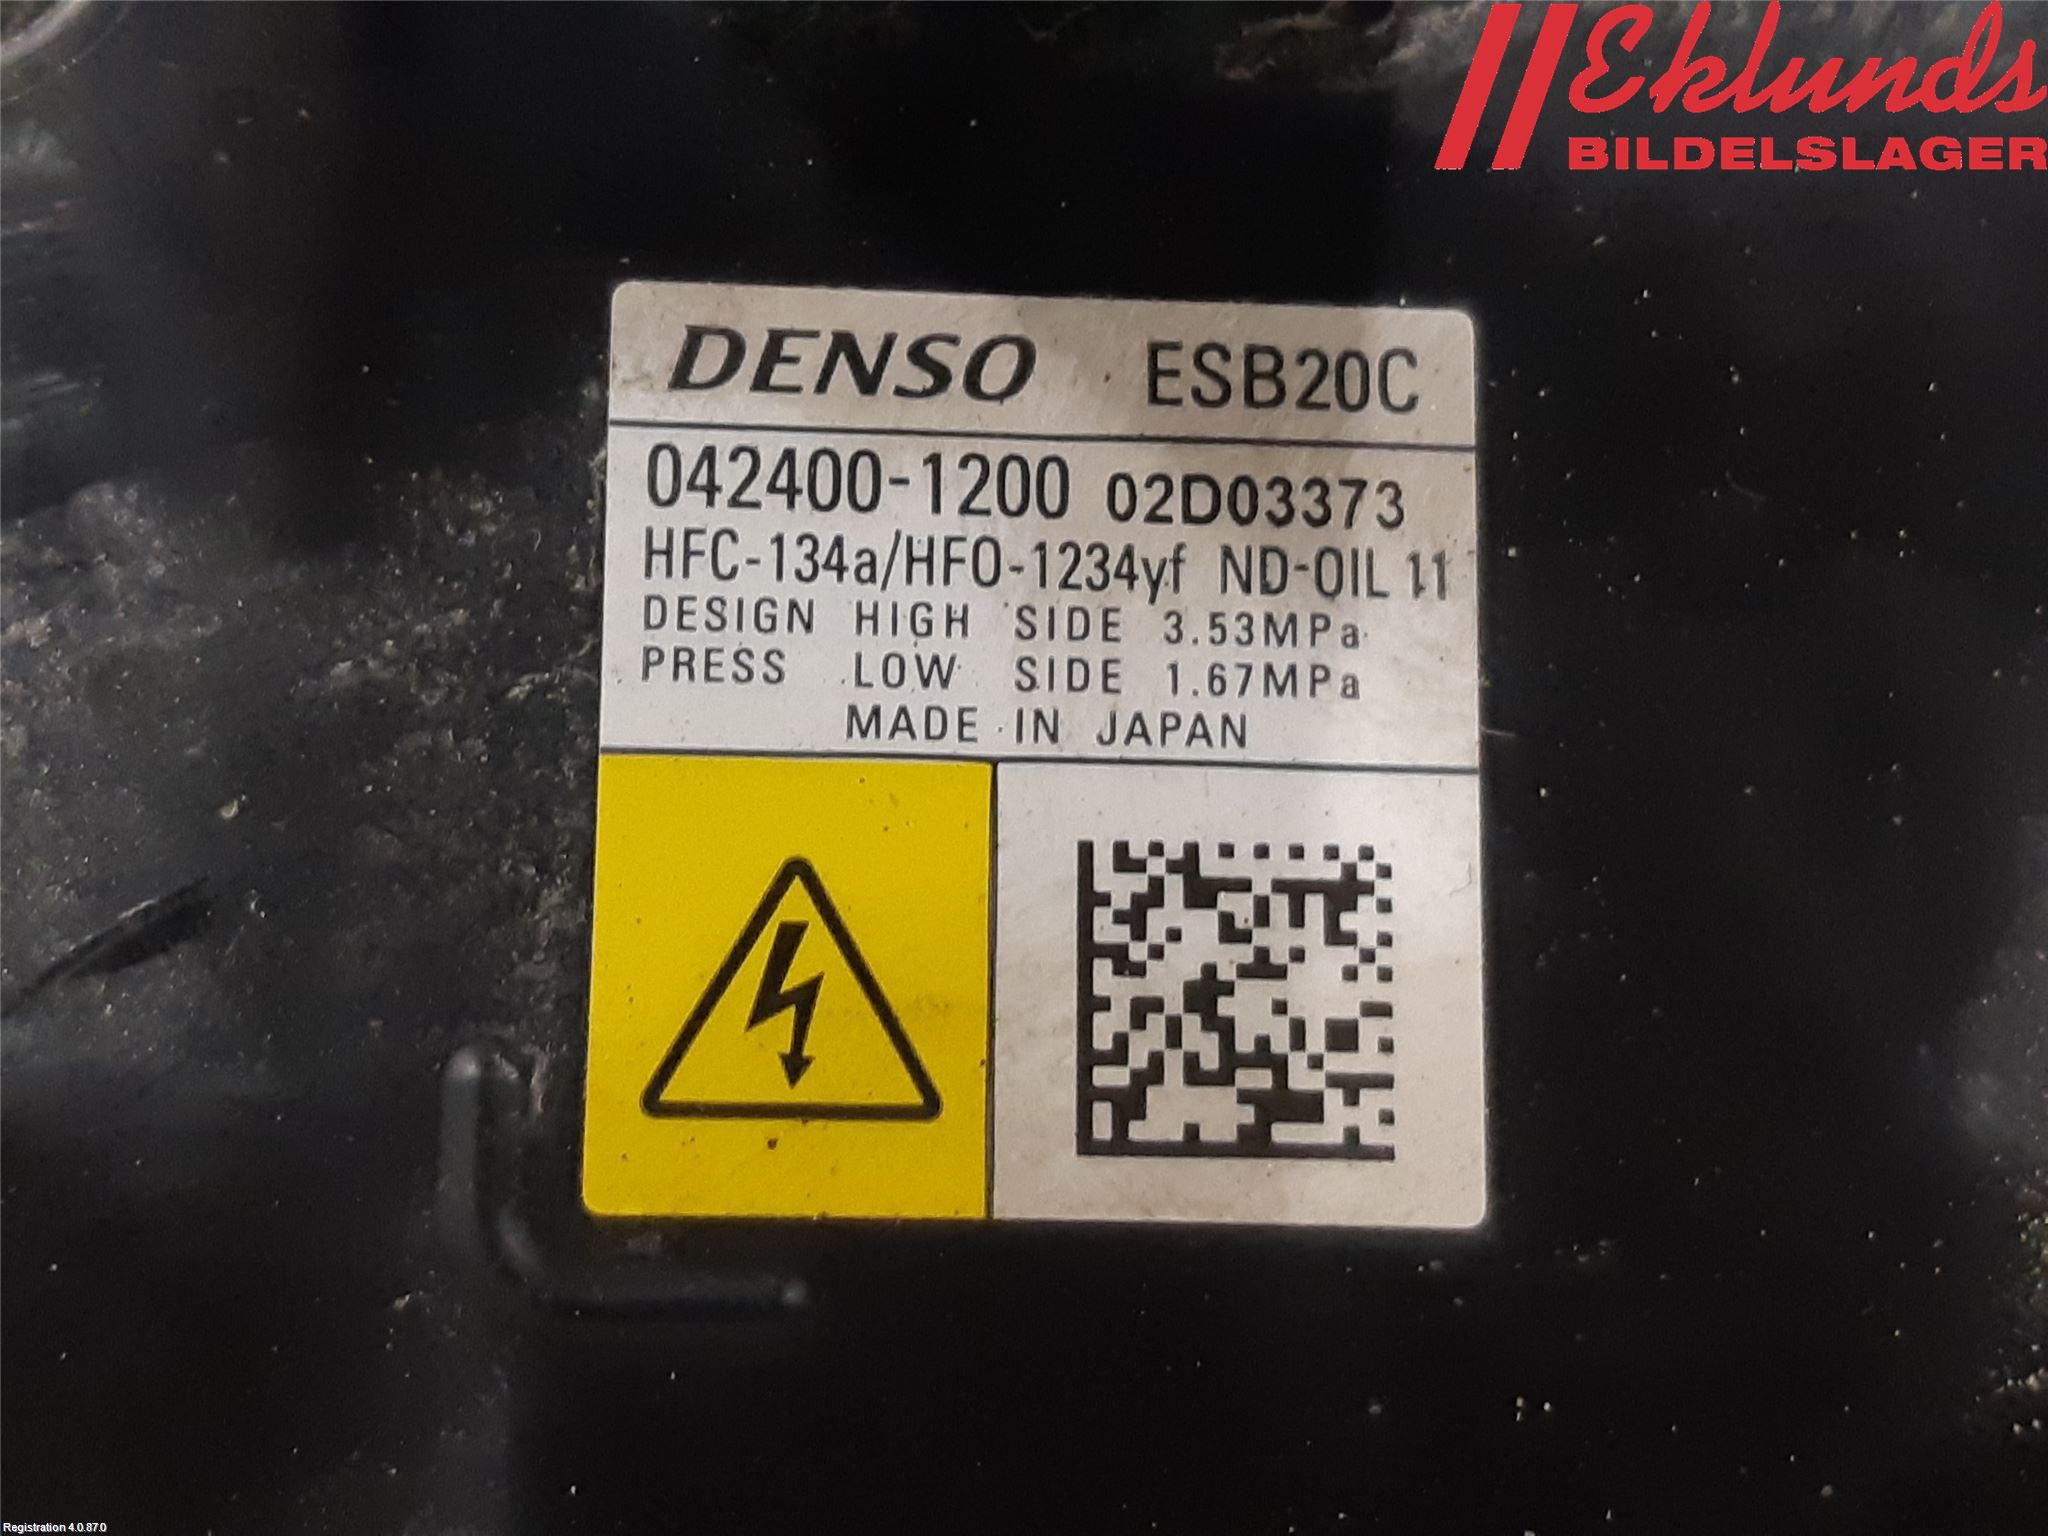 Eklunds
BILDELSLAGER
DENSO ESB20C
042400-1200 02D03373
HFC-134a/HFO-1234yf ND-OIL 11
DESIGN HIGH SIDE 3.53MPa
PRESS LOW SIDE 1.67MPa
MADE IN JAPAN
Registration 4.0.87.0